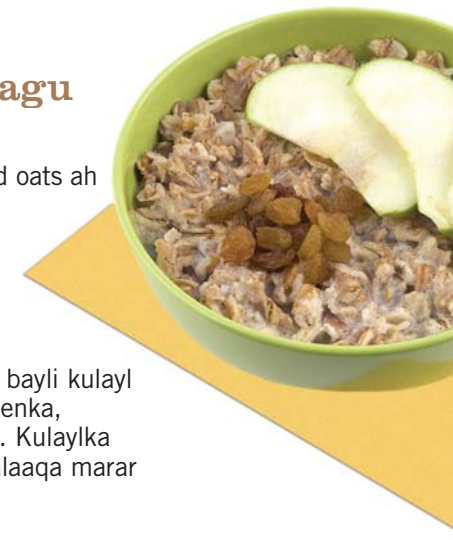 agu
d oats ah
bayli kulayl
enka,
. Kulaylka
laaqa marar